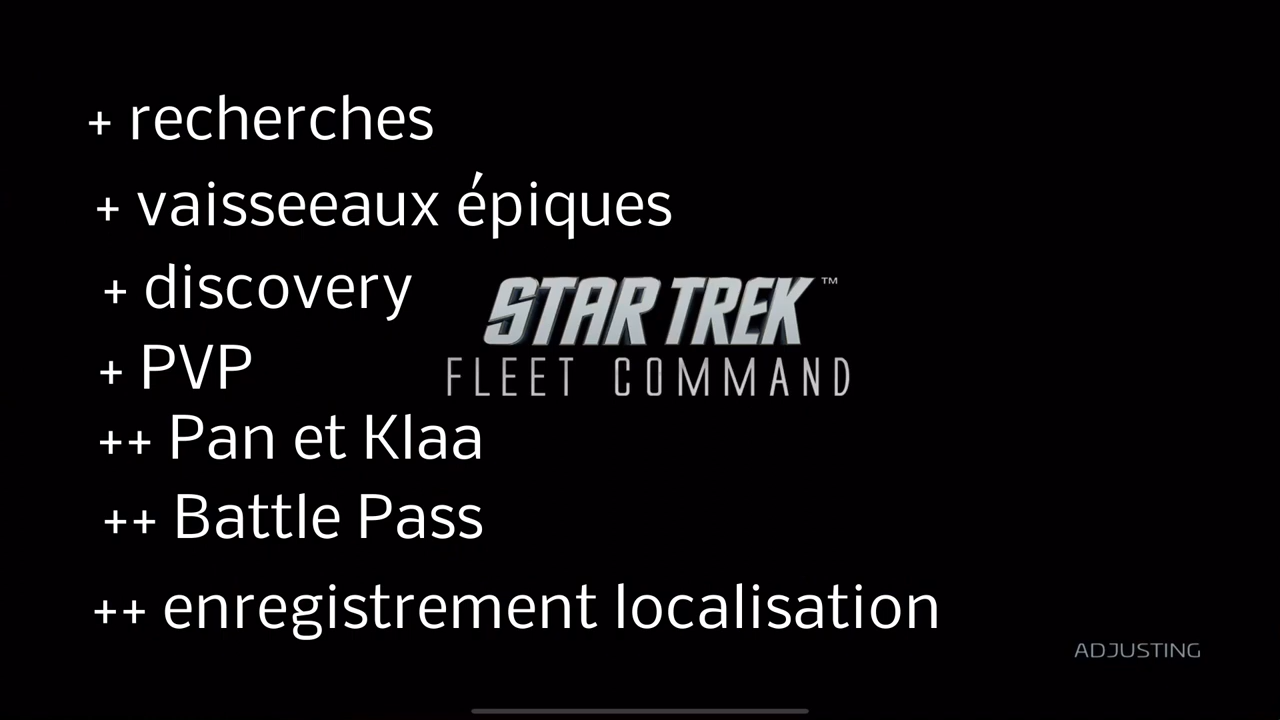 + recherches
+ vaisseeaux épiques
+ discovery
STAR TREK™
+ PVP
FLEET COMMAND
++ Pan et Klaa
++ Battle Pass
++ enregistrement localisation
ADJUSTING